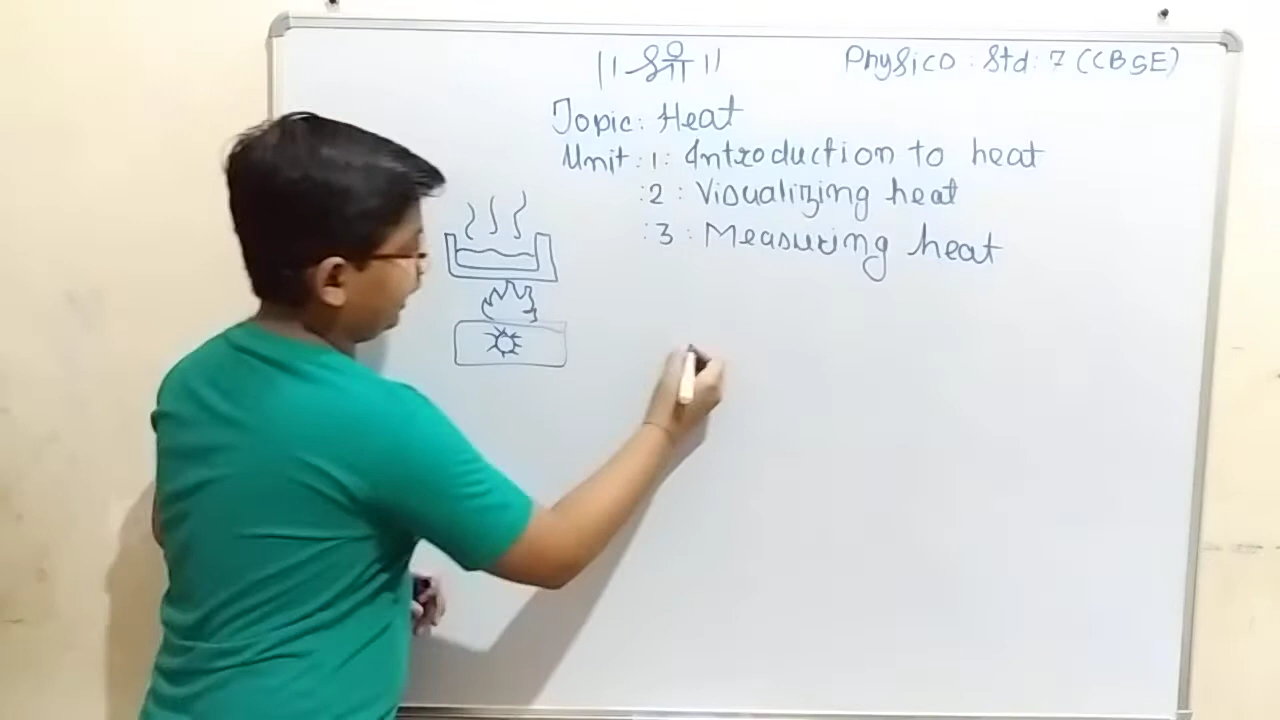 ॥ श्री ॥
Physics : Std : 7 (CBSE)
Topic : Heat
Unit : 1 : Introduction to heat
: 2 : Visualizing heat
: 3 : Measuring heat